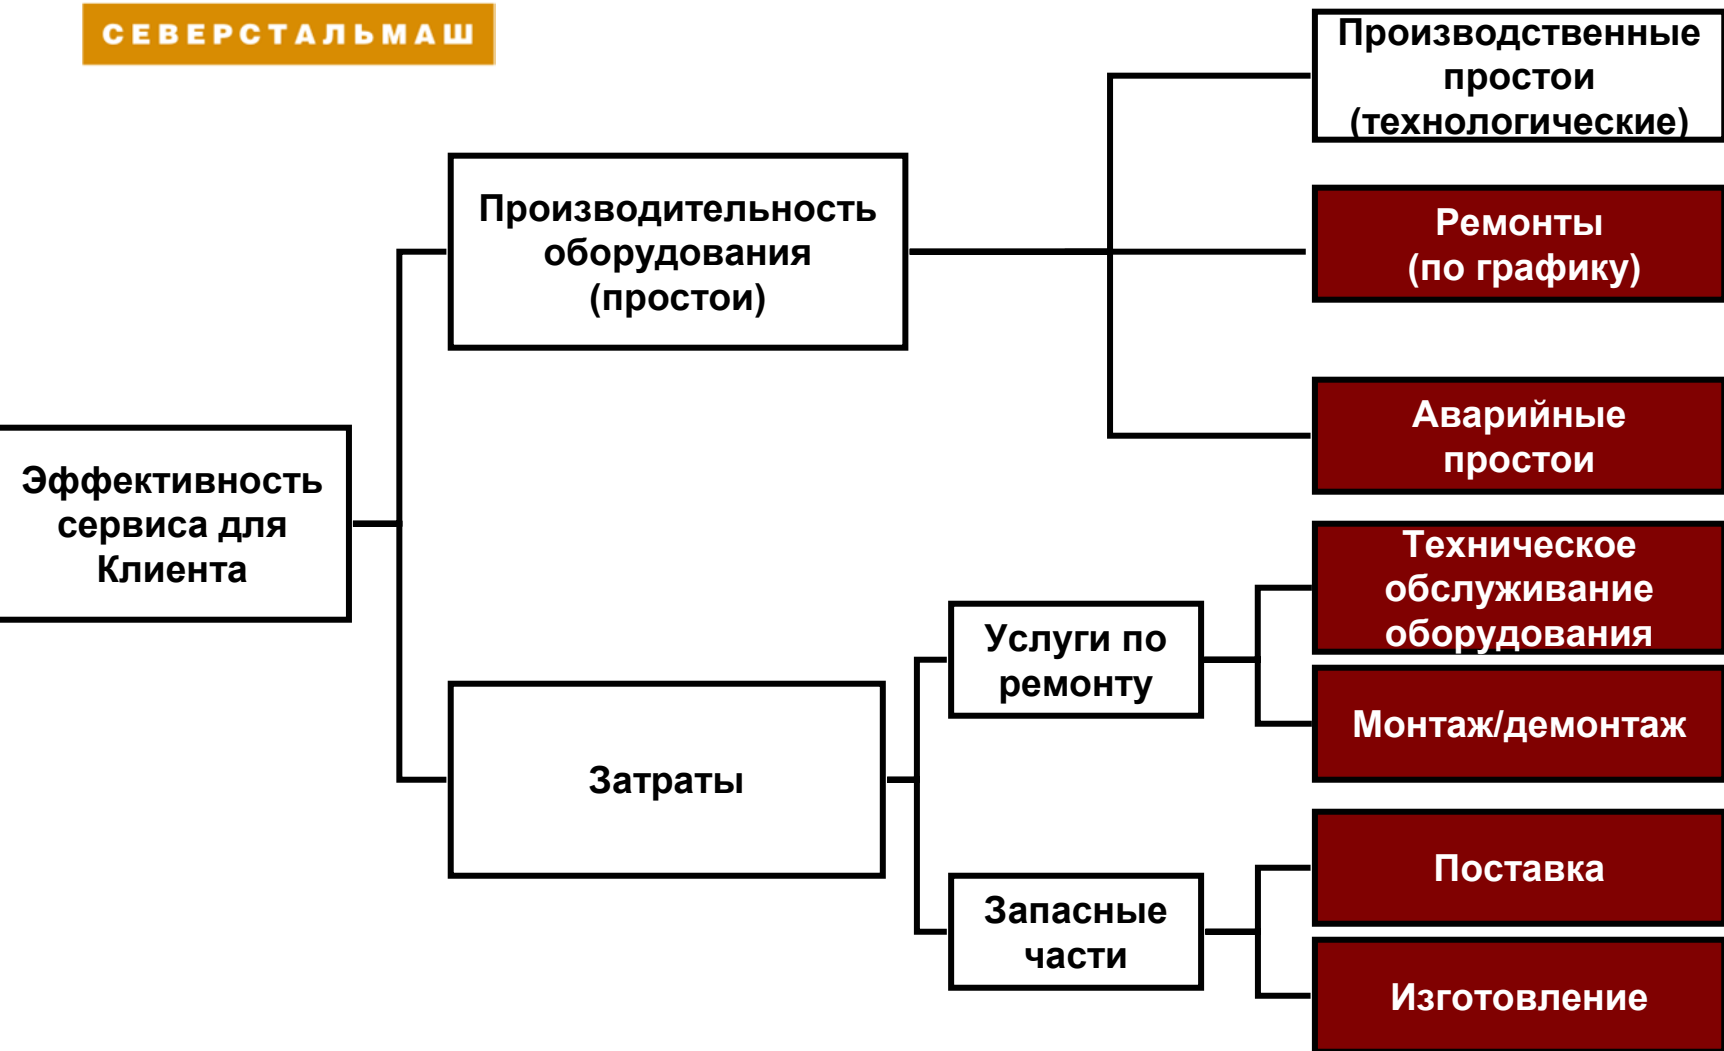 СЕВЕРСТАЛЬМАШ
Производственные
простои
(технологические)
Производительность
оборудования
(простои)
Ремонты
(по графику)
Аварийные
простои
Эффективность
сервиса для
Клиента
Техническое
обслуживание
оборудования
Услуги по
ремонту
Монтаж/демонтаж
Затраты
Поставка
Запасные
части
Изготовление